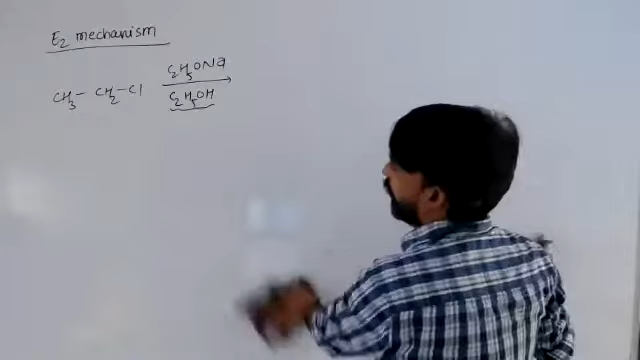 E₂ mechanism
C₂H₅ONa
CH₃- CH₂-Cl →
C₂H₅OH